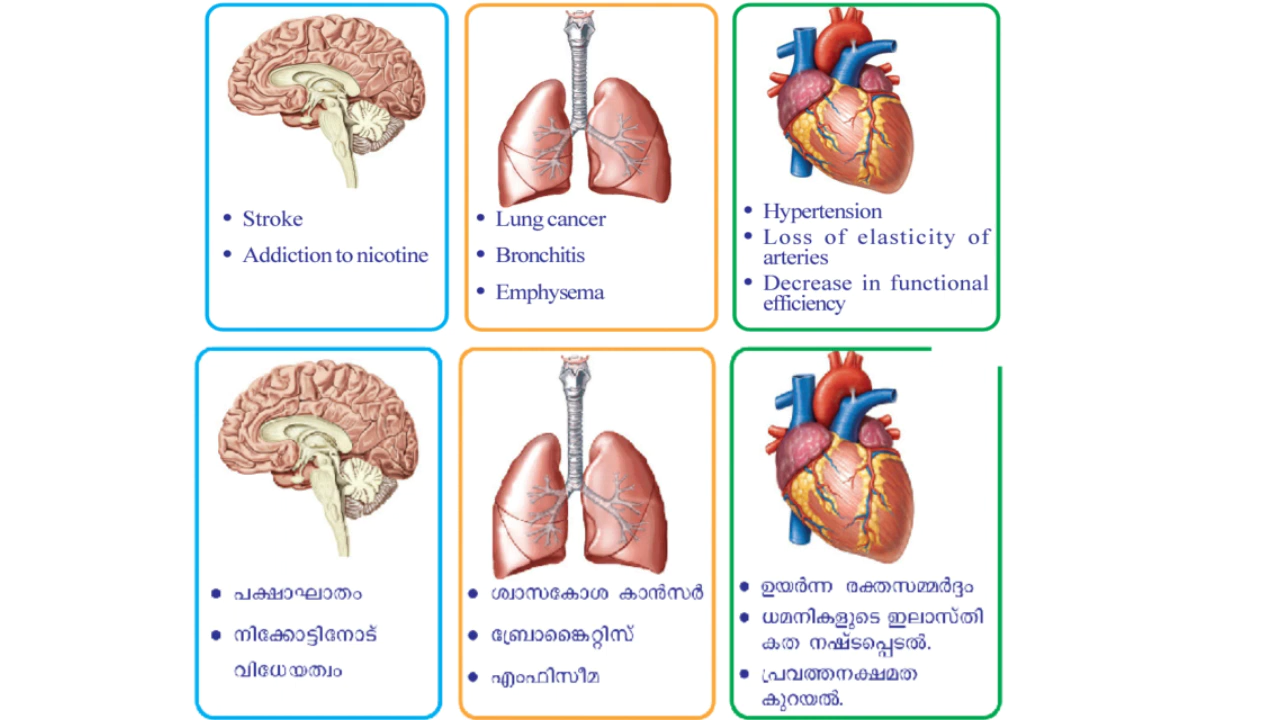 Stroke
Addiction to nicotine
Lung cancer
Bronchitis
Emphysema
Hypertension
Loss of elasticity of
arteries
Decrease in functional
efficiency
പക്ഷാഘാതം
നിക്കോട്ടിനോട്
വിധേയത്വം
ശ്വാസകോശ കാൻസർ
ബ്രോങ്കൈറ്റിസ്
എംഫിസീമ
ഉയർന്ന രക്തസമ്മർദ്ദം
ധമനികളുടെ ഇലാസ്തി
കത നഷ്ടപ്പെടൽ.
പ്രവത്തനക്ഷമത
കുറയൽ.